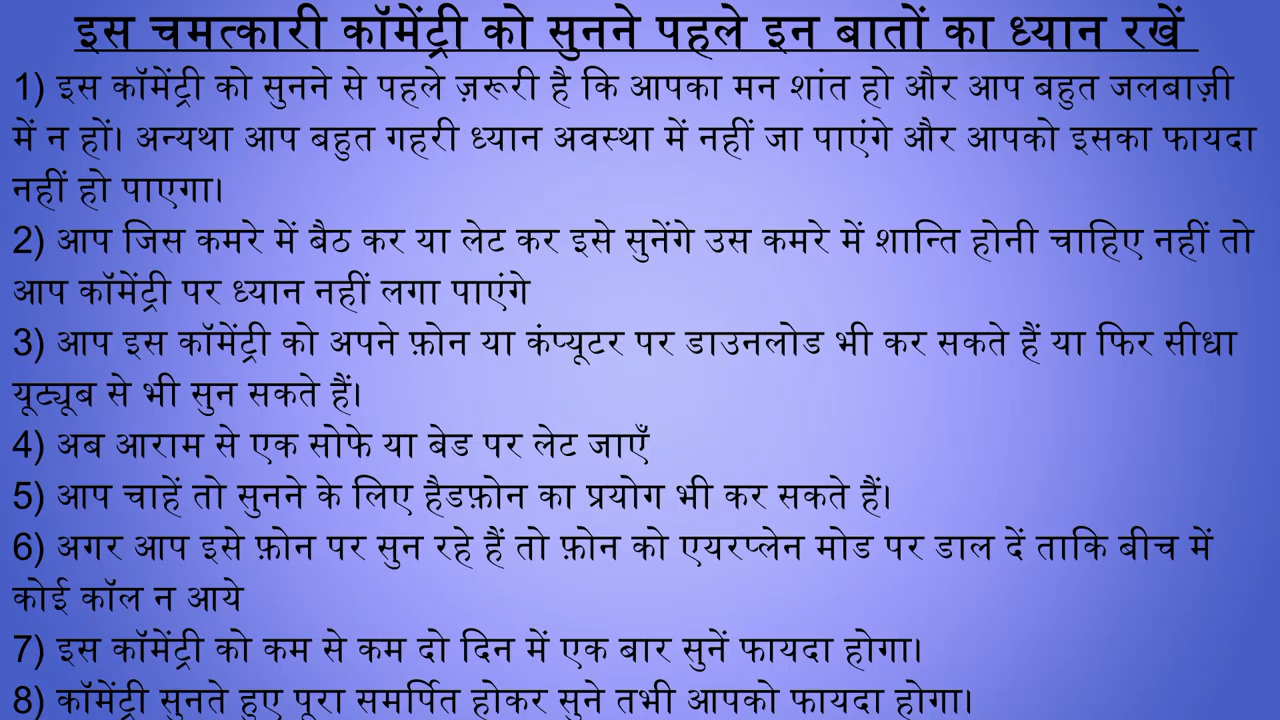 इस चमत्कारी कॉमेंट्री को सुनने पहले इन बातों का ध्यान रखें
1) इस कॉमेंट्री को सुनने से पहले ज़रूरी है कि आपका मन शांत हो और आप बहुत जलबाज़ी
में न हों। अन्यथा आप बहुत गहरी ध्यान अवस्था में नहीं जा पाएंगे और आपको इसका फायदा
नहीं हो पाएगा।
2) आप जिस कमरे में बैठ कर या लेट कर इसे सुनेंगे उस कमरे में शान्ति होनी चाहिए नहीं तो
आप कॉमेंट्री पर ध्यान नहीं लगा पाएंगे
3) आप इस कॉमेंट्री को अपने फ़ोन या कंप्यूटर पर डाउनलोड भी कर सकते हैं या फिर सीधा
यूट्यूब से भी सुन सकते हैं।
4) अब आराम से एक सोफे या बेड पर लेट जाएँ
5) आप चाहें तो सुनने के लिए हैडफ़ोन का प्रयोग भी कर सकते हैं।
6) अगर आप इसे फ़ोन पर सुन रहे हैं तो फ़ोन को एयरप्लेन मोड पर डाल दें ताकि बीच में
कोई कॉल न आये
7) इस कॉमेंट्री को कम से कम दो दिन में एक बार सुनें फायदा होगा।
8) कॉमेंट्री सुनते हुए पूरा समर्पित होकर सुने तभी आपको फायदा होगा।